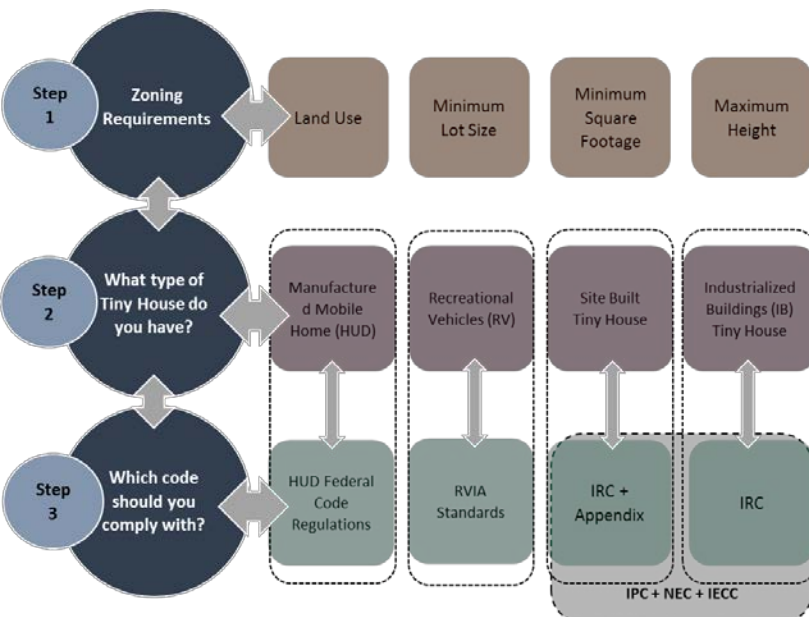 Step
1
Zoning
Requirements
Land Use
Minimum
Lot Size
Minimum
Square
Footage
Maximum
Height
Step
2
What type of
Tiny House do
you have?
Manufacture
d Mobile
Home (HUD)
Recreational
Vehicles (RV)
Site Built
Tiny House
Industrialized
Buildings (IB)
Tiny House
Step
3
Which code
should you
comply with?
HUD Federal
Code
Regulations
RVIA
Standards
IRC +
Appendix
IRC
IPC + NEC + IECC